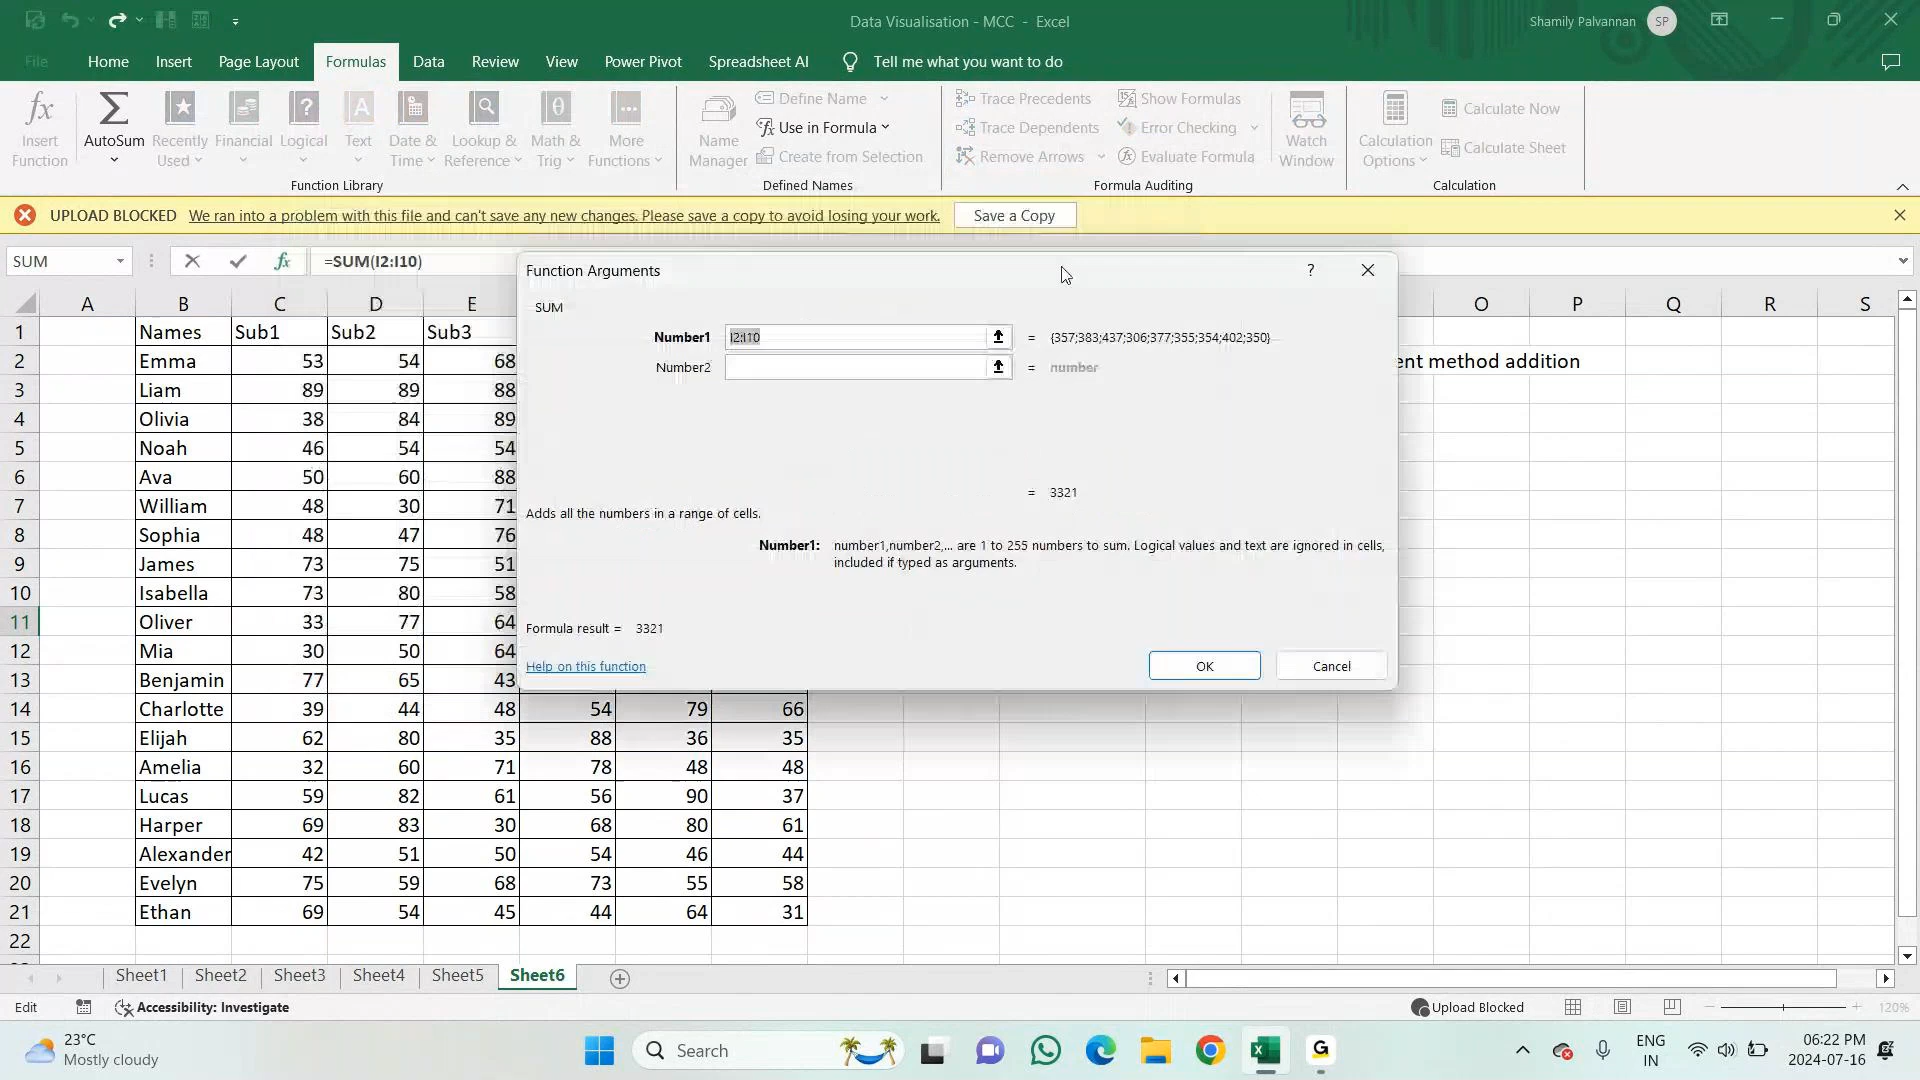 Data Visualisation - MCC - Excel
Shamily Palvannan SP
File Home Insert Page Layout Formulas Data Review View Power Pivot Spreadsheet AI Tell me what you want to do
Insert Function
AutoSum
Recently Used
Financial
Logical
Text
Date & Time
Lookup & Reference
Math & Trig
More Functions
Function Library
Name Manager
Define Name
Use in Formula
Create from Selection
Defined Names
Trace Precedents
Trace Dependents
Remove Arrows
Show Formulas
Error Checking
Evaluate Formula
Formula Auditing
Watch Window
Calculation Options
Calculate Now
Calculate Sheet
Calculation
UPLOAD BLOCKED We ran into a problem with this file and can't save any new changes. Please save a copy to avoid losing your work. Save a Copy
SUM fx =SUM(I2:I10)
Function Arguments ?
SUM
Number1 I2:I10 = {357;383;437;306;377;355;354;402;350}
Number2 = number
= 3321
Adds all the numbers in a range of cells.
Number1: number1,number2,... are 1 to 255 numbers to sum. Logical values and text are ignored in cells,
included if typed as arguments.
Formula result = 3321
Help on this function OK Cancel
A B C D E O P Q R S
1 Names Sub1 Sub2 Sub3
2 Emma 53 54 68 ent method addition
3 Liam 89 89 88
4 Olivia 38 84 89
5 Noah 46 54 54
6 Ava 50 60 88
7 William 48 30 71
8 Sophia 48 47 76
9 James 73 75 51
10 Isabella 73 80 58
11 Oliver 33 77 64
12 Mia 30 50 64
13 Benjamin 77 65 43
14 Charlotte 39 44 48 54 79 66
15 Elijah 62 80 35 88 36 35
16 Amelia 32 60 71 78 48 48
17 Lucas 59 82 61 56 90 37
18 Harper 69 83 30 68 80 61
19 Alexander 42 51 50 54 46 44
20 Evelyn 75 59 68 73 55 58
21 Ethan 69 54 45 44 64 31
22
Sheet1 Sheet2 Sheet3 Sheet4 Sheet5 Sheet6
Edit Accessibility: Investigate Upload Blocked 120%
23°C
Mostly cloudy
Search
ENG
IN
06:22 PM
2024-07-16